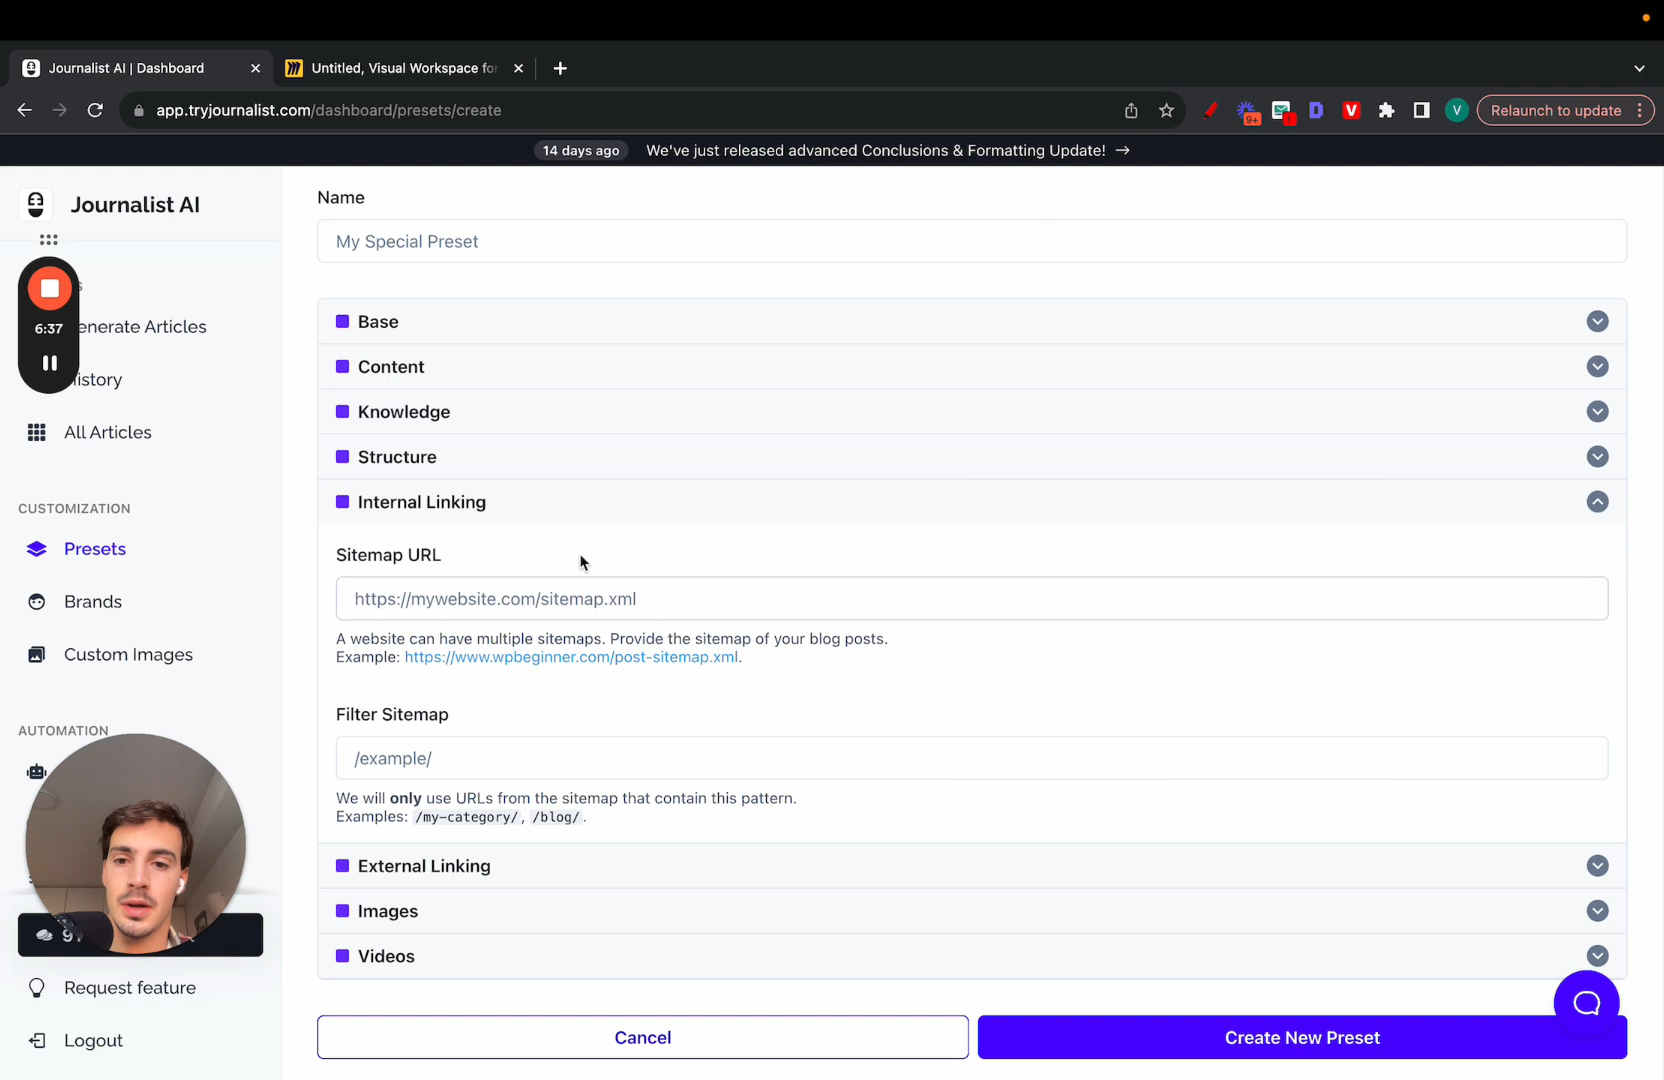 Journalist AI | Dashboard
Untitled, Visual Workspace for
app.tryjournalist.com/dashboard/presets/create
9+
Relaunch to update
V
14 days ago We've just released advanced Conclusions & Formatting Update! →
Journalist AI
6:37
enerate Articles
istory
All Articles
CUSTOMIZATION
Presets
Brands
Custom Images
AUTOMATION
Request feature
Logout
Name
My Special Preset
Base
Content
Knowledge
Structure
Internal Linking
Sitemap URL
https://mywebsite.com/sitemap.xml
A website can have multiple sitemaps. Provide the sitemap of your blog posts.
Example: https://www.wpbeginner.com/post-sitemap.xml.
Filter Sitemap
/example/
We will only use URLs from the sitemap that contain this pattern.
Examples: /my-category/, /blog/.
External Linking
Images
Videos
Cancel
Create New Preset